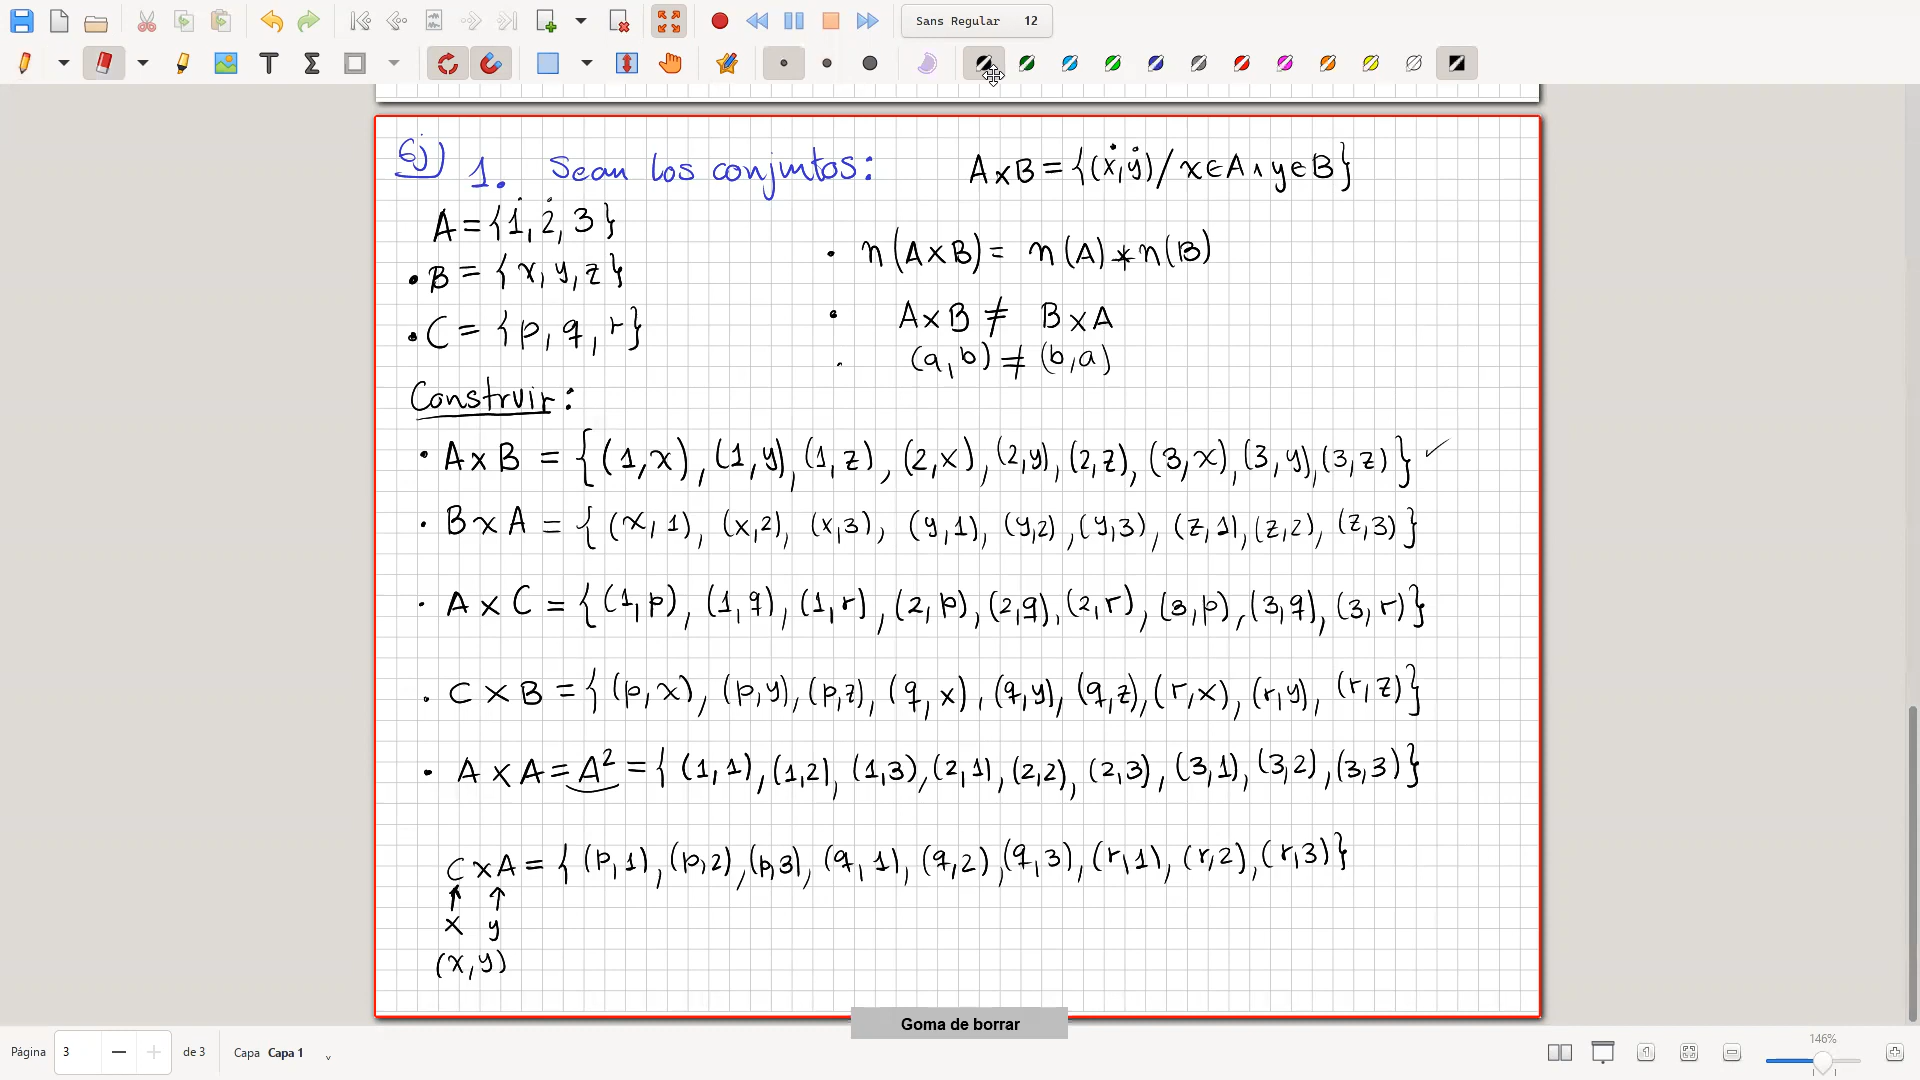 Sans Regular 12
Ej) 1. Sean los conjuntos:
A×B = {(x,y) / x∈A ∧ y∈B}
A = {1, 2, 3}
• B = {x, y, z}
• C = {p, q, r}
• n(A×B) = n(A) * n(B)
• A×B ≠ B×A
(a,b) ≠ (b,a)
Construir:
• A×B = {(1,x), (1,y), (1,z), (2,x), (2,y), (2,z), (3,x), (3,y), (3,z)} ✓
• B×A = {(x,1), (x,2), (x,3), (y,1), (y,2), (y,3), (z,1), (z,2), (z,3)}
• A×C = {(1,p), (1,q), (1,r), (2,p), (2,q), (2,r), (3,p), (3,q), (3,r)}
• C×B = {(p,x), (p,y), (p,z), (q,x), (q,y), (q,z), (r,x), (r,y), (r,z)}
• A×A = A² = {(1,1), (1,2), (1,3), (2,1), (2,2), (2,3), (3,1), (3,2), (3,3)}
C×A = {(p,1), (p,2), (p,3), (q,1), (q,2), (q,3), (r,1), (r,2), (r,3)}
↑ ↑
x y
(x,y)
Goma de borrar
Página 3 de 3 Capa Capa 1
146%